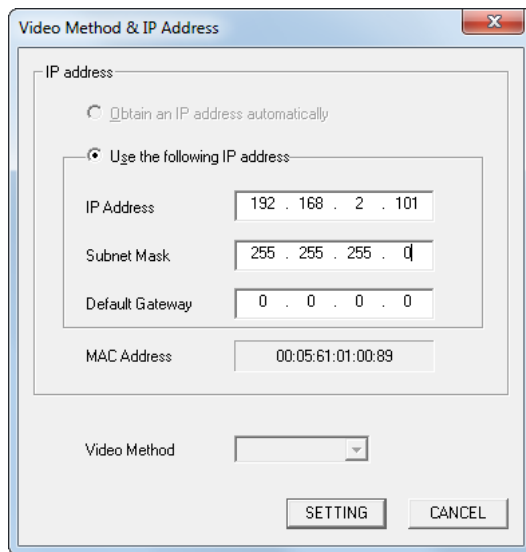 Video Method & IP Address
IP address
Obtain an IP address automatically
Use the following IP address
IP Address 192 . 168 . 2 . 101
Subnet Mask 255 . 255 . 255 . 0
Default Gateway 0 . 0 . 0 . 0
MAC Address 00:05:61:01:00:89
Video Method
SETTING CANCEL